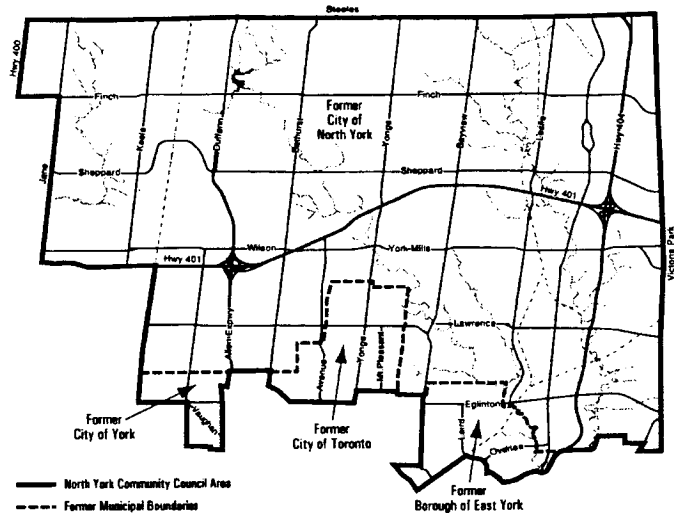 Steeles
Hwy 400
Finch
Finch
Former
City of
North York
Keele
Dufferin
Bathurst
Yonge
Bayview
Leslie
Hwy 404
Jane
Sheppard
Sheppard
Hwy 401
Wilson
York Mills
Hwy 401
Victoria Park
Allen Expwy
Lawrence
Avenue
Yonge
Mt Pleasant
Vaughan
Eglinton
Laird
Overlea
Former
City of York
Former
City of Toronto
Former
Borough of East York
North York Community Council Area
Former Municipal Boundaries